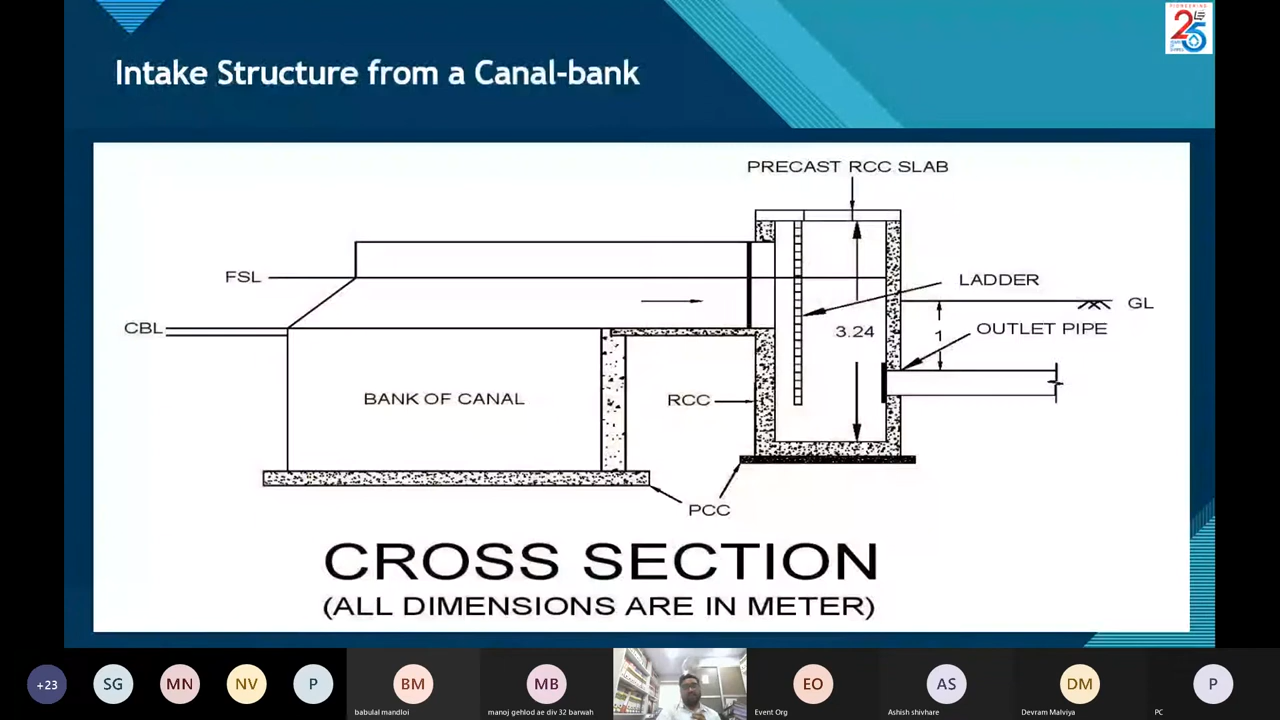 PIONEERING
25
Intake Structure from a Canal-bank
PRECAST RCC SLAB
FSL
LADDER
GL
CBL
3.24
1
OUTLET PIPE
BANK OF CANAL
RCC
PCC
CROSS SECTION
(ALL DIMENSIONS ARE IN METER)
+23
SG
MN
NV
P
BM
MB
EO
AS
DM
P
babulal mandloi
manoj gehlod ae div 32 barwah
Event Org
Ashish shivhare
Devram Malviya
PC